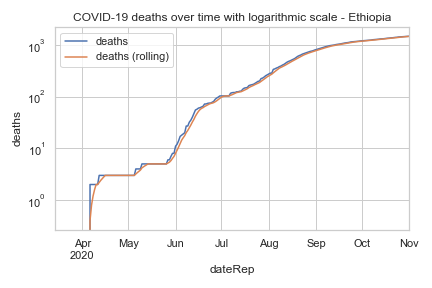 COVID-19 deaths over time with logarithmic scale - Ethiopia
deaths
deaths (rolling)
10³
10²
10¹
10⁰
deaths
Apr May Jun Jul Aug Sep Oct Nov
2020
dateRep